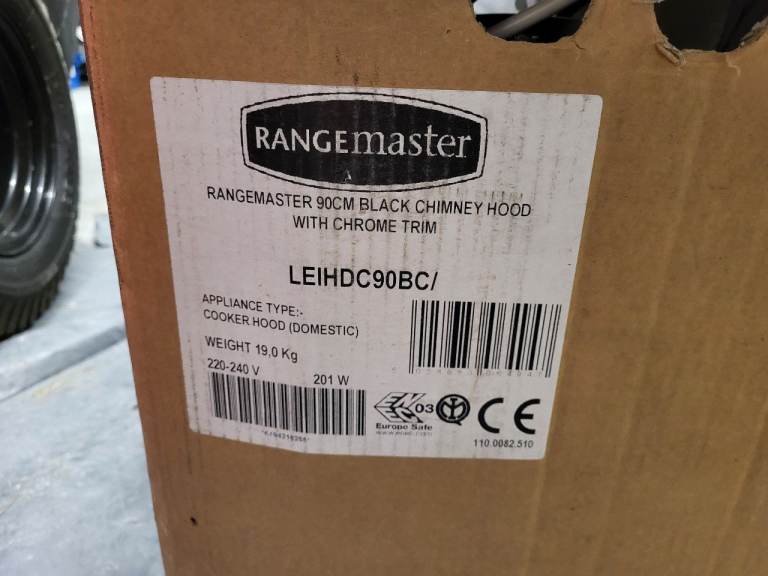 RANGEmaster
RANGEMASTER 90CM BLACK CHIMNEY HOOD
WITH CHROME TRIM
LEIHDC90BC/
APPLIANCE TYPE:-
COOKER HOOD (DOMESTIC)
WEIGHT 19,0 Kg
220-240 V 201 W
03
CE
Europe Safe
110.0082.510